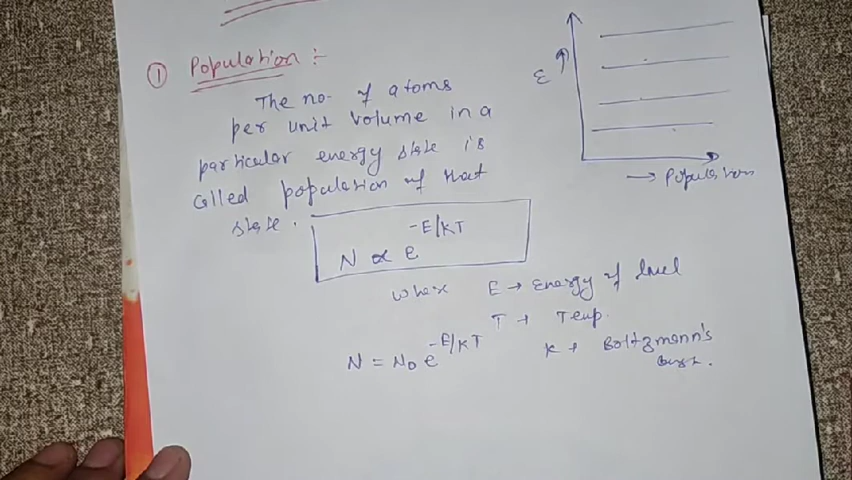 ① Population :-
The no. of atoms
per unit volume in a
particular energy state is
called population of that
state.
N ∝ e^-E/KT
where E → Energy of level
T → Temp.
K → Boltzmann's
const.
N = N₀ e^-E/KT
E ↑
→ Population